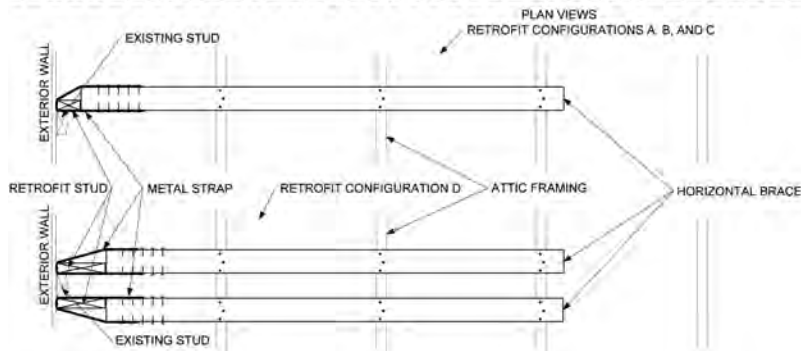 PLAN VIEWS
RETROFIT CONFIGURATIONS A. B, AND C
EXISTING STUD
EXTERIOR WALL
RETROFIT STUD
METAL STRAP
RETROFIT CONFIGURATION D
ATTIC FRAMING
HORIZONTAL BRACE
EXTERIOR WALL
EXISTING STUD